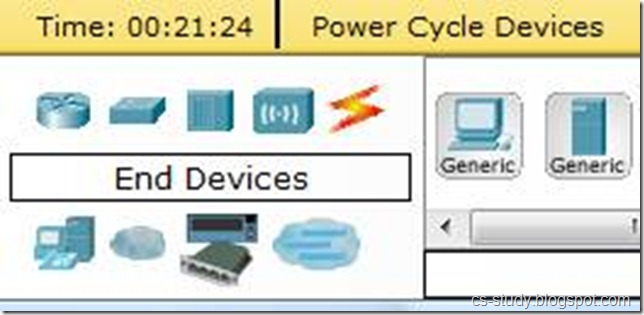 Time: 00:21:24
Power Cycle Devices
End Devices
Generic
Generic
cs-study.blogspot.com